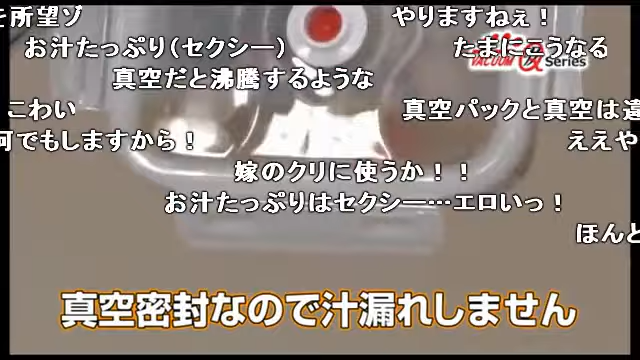 を所望ゾ
やりますねぇ！
お汁たっぷり（セクシー）
たまにこうなる
VACUUM
Series
真空だと沸騰するような
こわい
真空パックと真空は違
何でもしますから！
ええや
嫁のクリに使うか！！
お汁たっぷりはセクシー…エロいっ！
ほんと
真空密封なので汁漏れしません